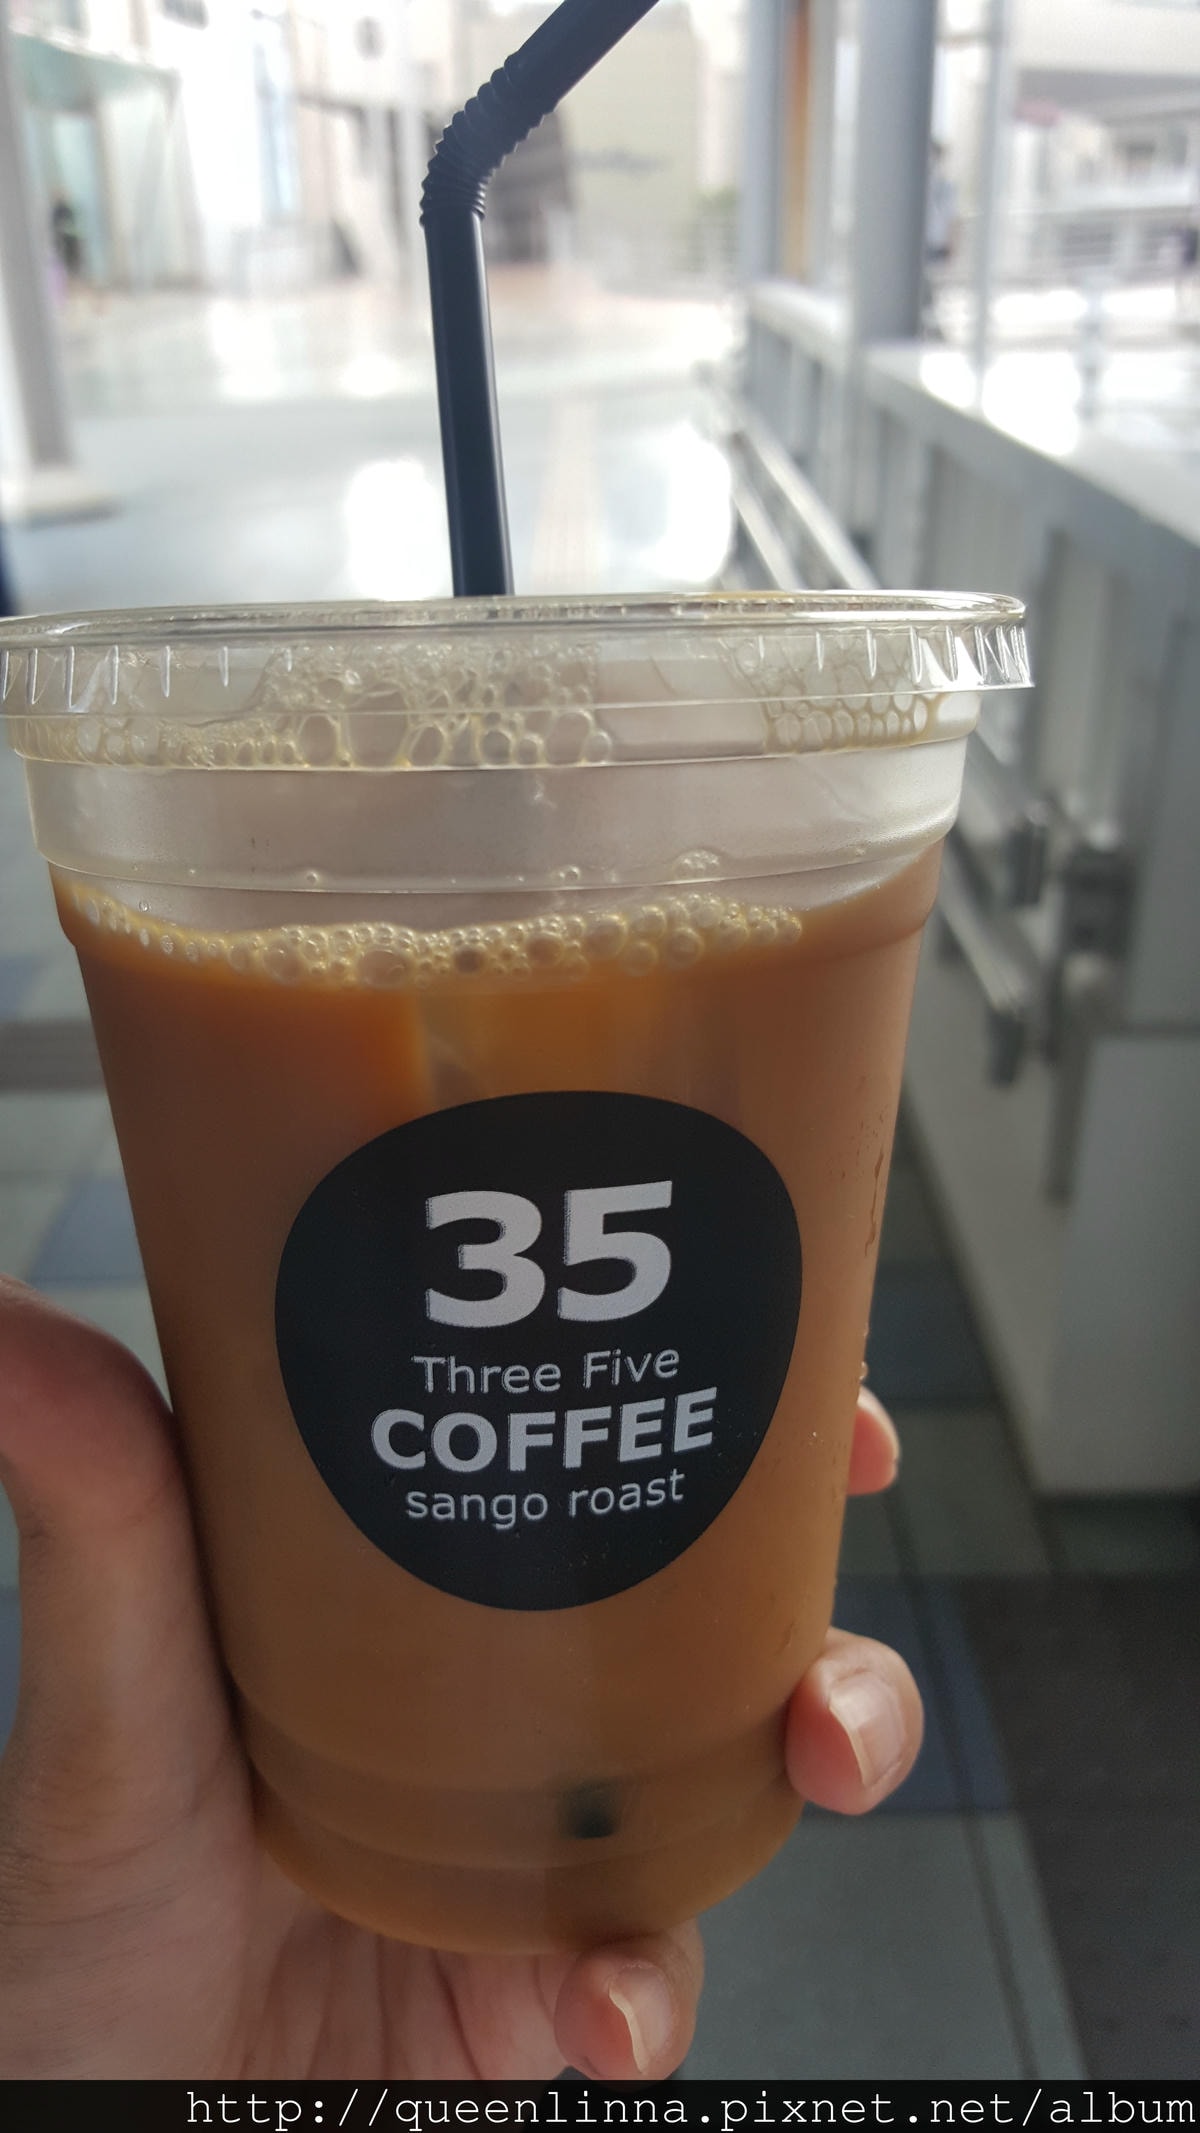 35
Three Five
COFFEE
sango roast
http://queenlinna.pixnet.net/album